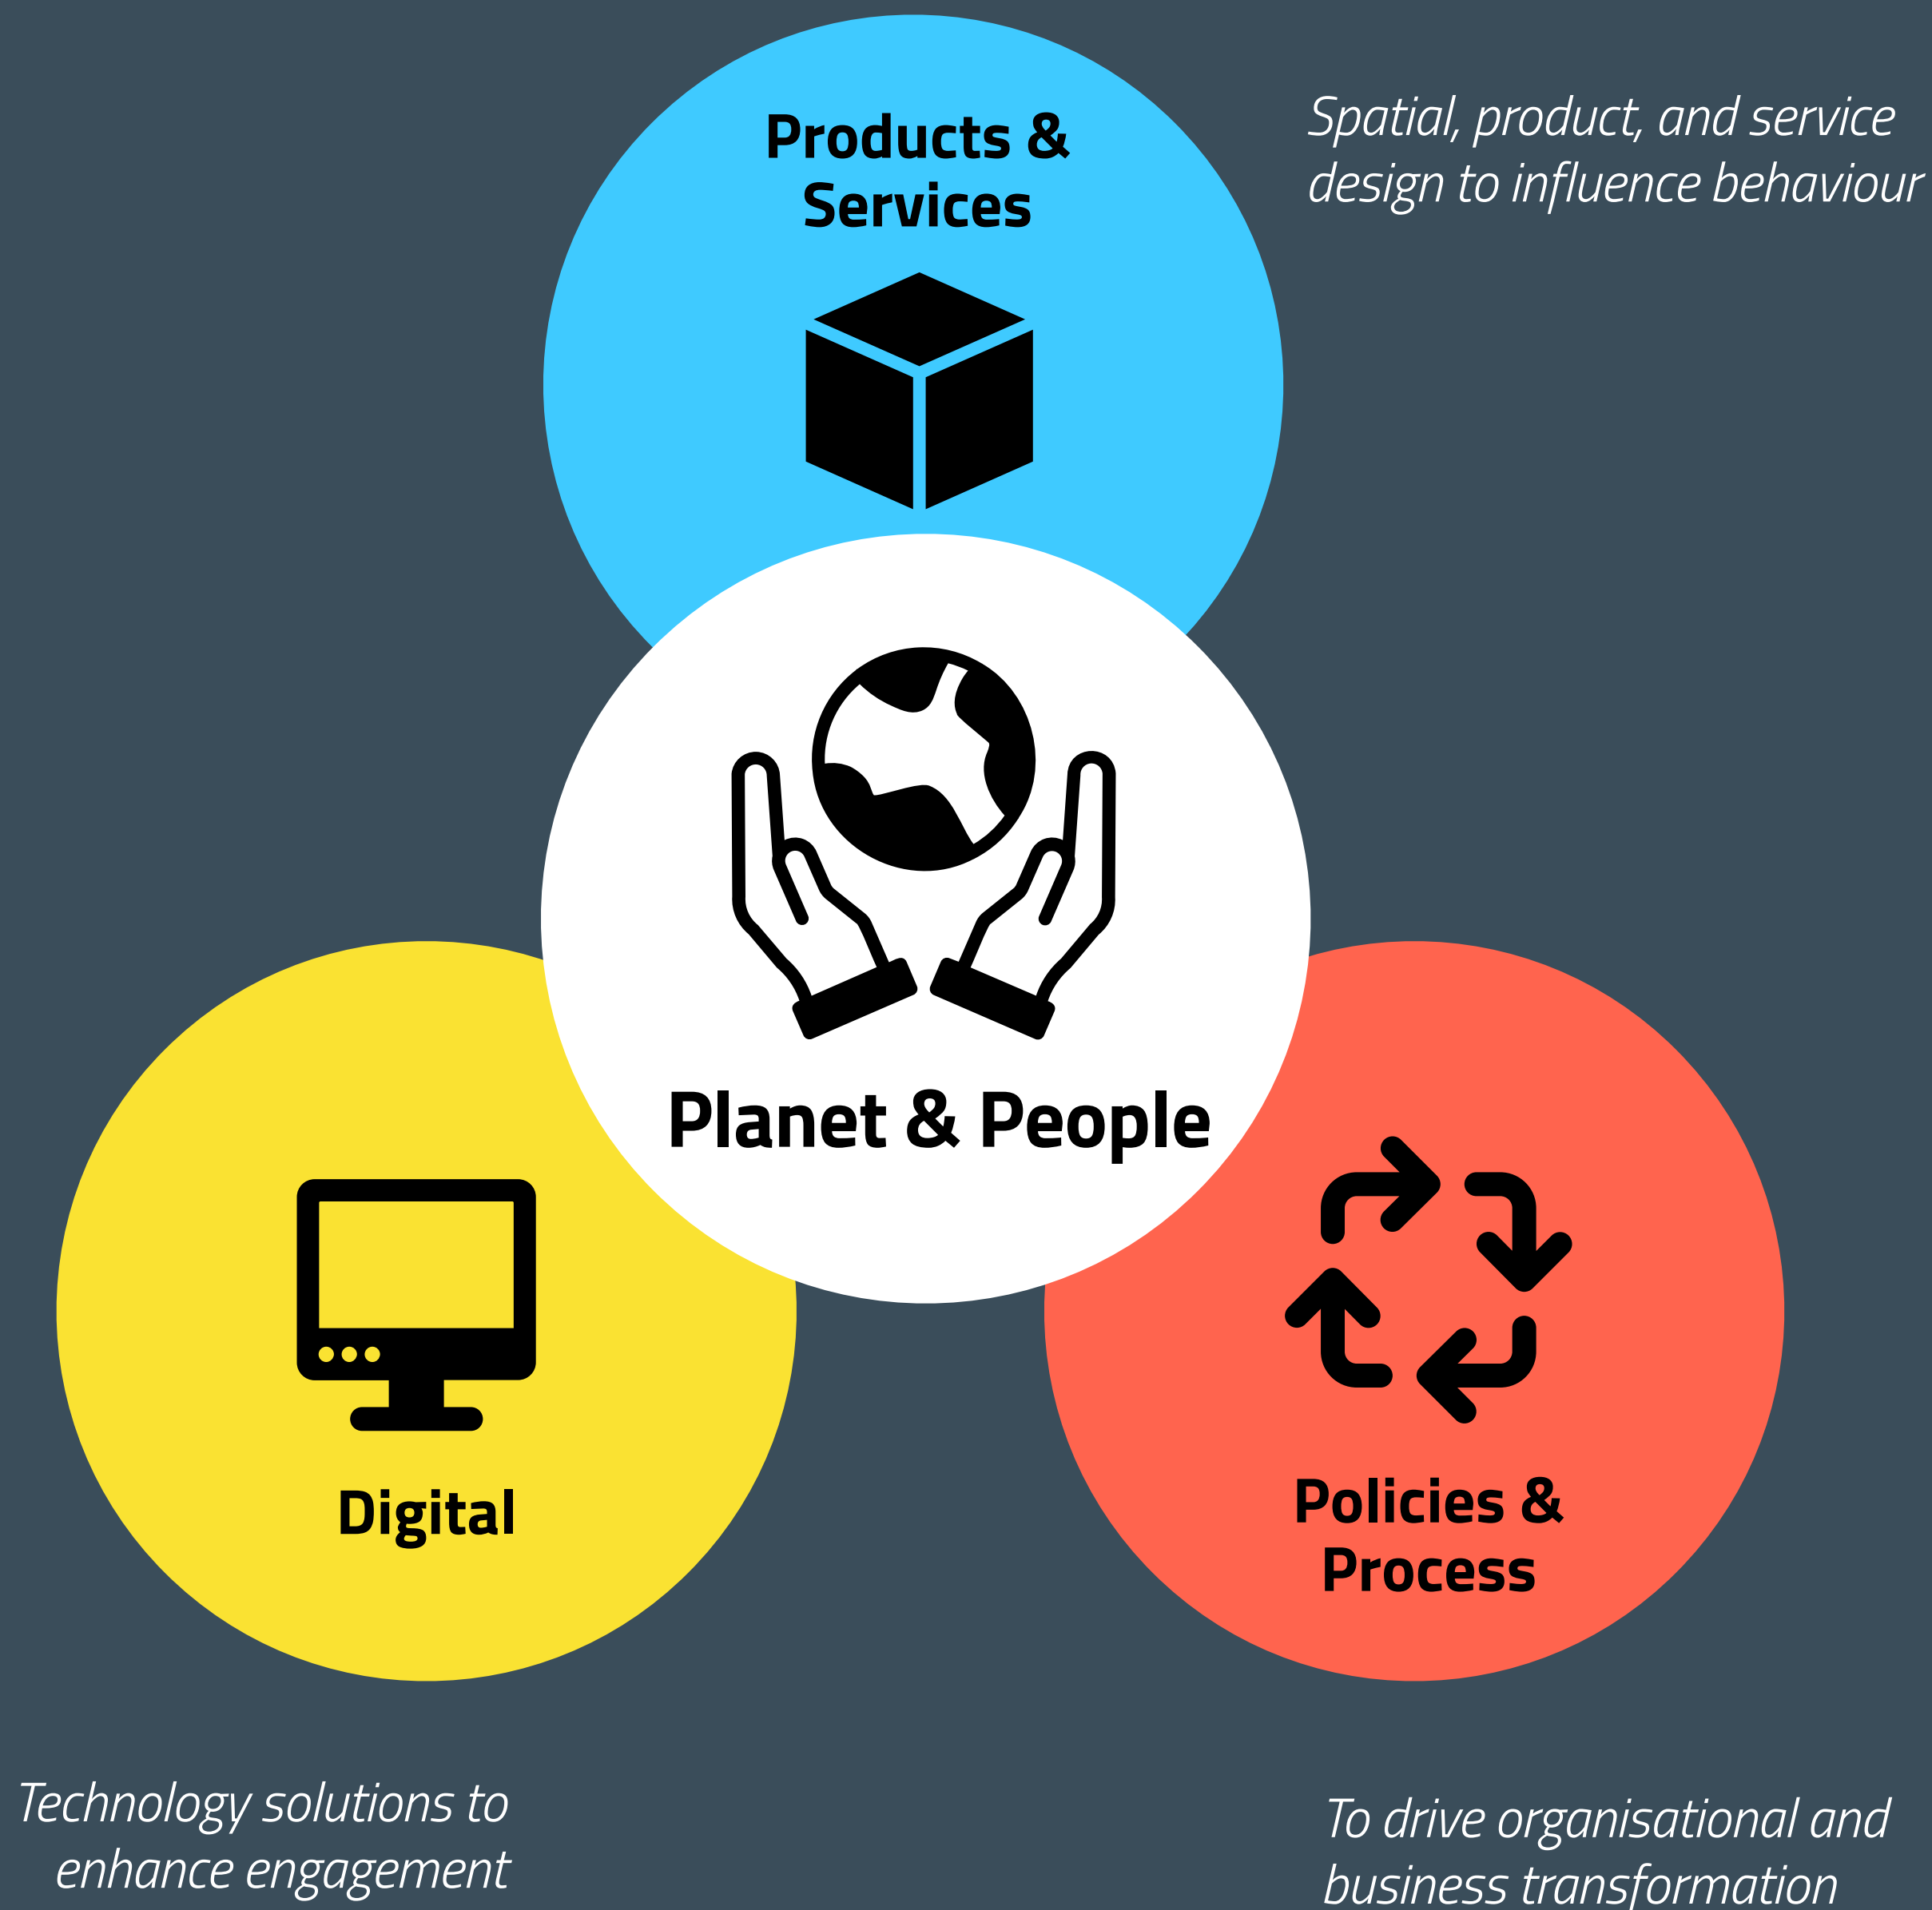 Products &
Services
Spatial, product, and service
design to influence behaviour
Planet & People
Digital
Policies &
Process
Technology solutions to
enhance engagement
To drive organisational and
business transformation